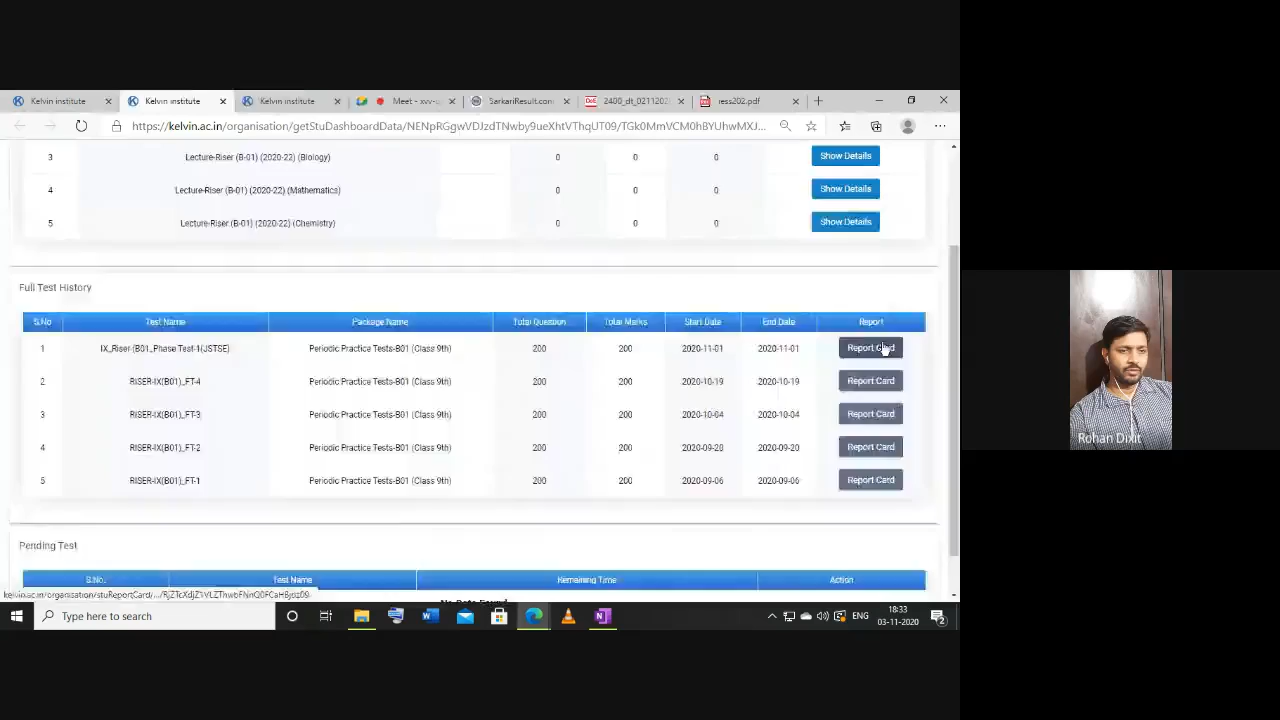 Kelvin institute
Kelvin institute
Kelvin institute
Meet - xvv-
SarkariResult.com
2400_dt_0211202
iess202.pdf
3 Lecture-Riser (B-01) (2020-22) (Biology) 0 0 0 Show Details
4 Lecture-Riser (B-01) (2020-22) (Mathematics) 0 0 0 Show Details
5 Lecture-Riser (B-01) (2020-22) (Chemistry) 0 0 0 Show Details
Full Test History
S.No Test Name Package Name Total Question Total Marks Start Date End Date Report
1 IX_Riser-(B01_Phase Test-1(JSTSE) Periodic Practice Tests-B01 (Class 9th) 200 200 2020-11-01 2020-11-01 Report Card
2 RISER-IX(B01)_FT-4 Periodic Practice Tests-B01 (Class 9th) 200 200 2020-10-19 2020-10-19 Report Card
3 RISER-IX(B01)_FT-3 Periodic Practice Tests-B01 (Class 9th) 200 200 2020-10-04 2020-10-04 Report Card
4 RISER-IX(B01)_FT-2 Periodic Practice Tests-B01 (Class 9th) 200 200 2020-09-20 2020-09-20 Report Card
5 RISER-IX(B01)_FT-1 Periodic Practice Tests-B01 (Class 9th) 200 200 2020-09-06 2020-09-06 Report Card
Pending Test
S.No. Test Name Remaining Time Action
No Data Found
Rohan Dixit
Type here to search
ENG
18:33
03-11-2020
2